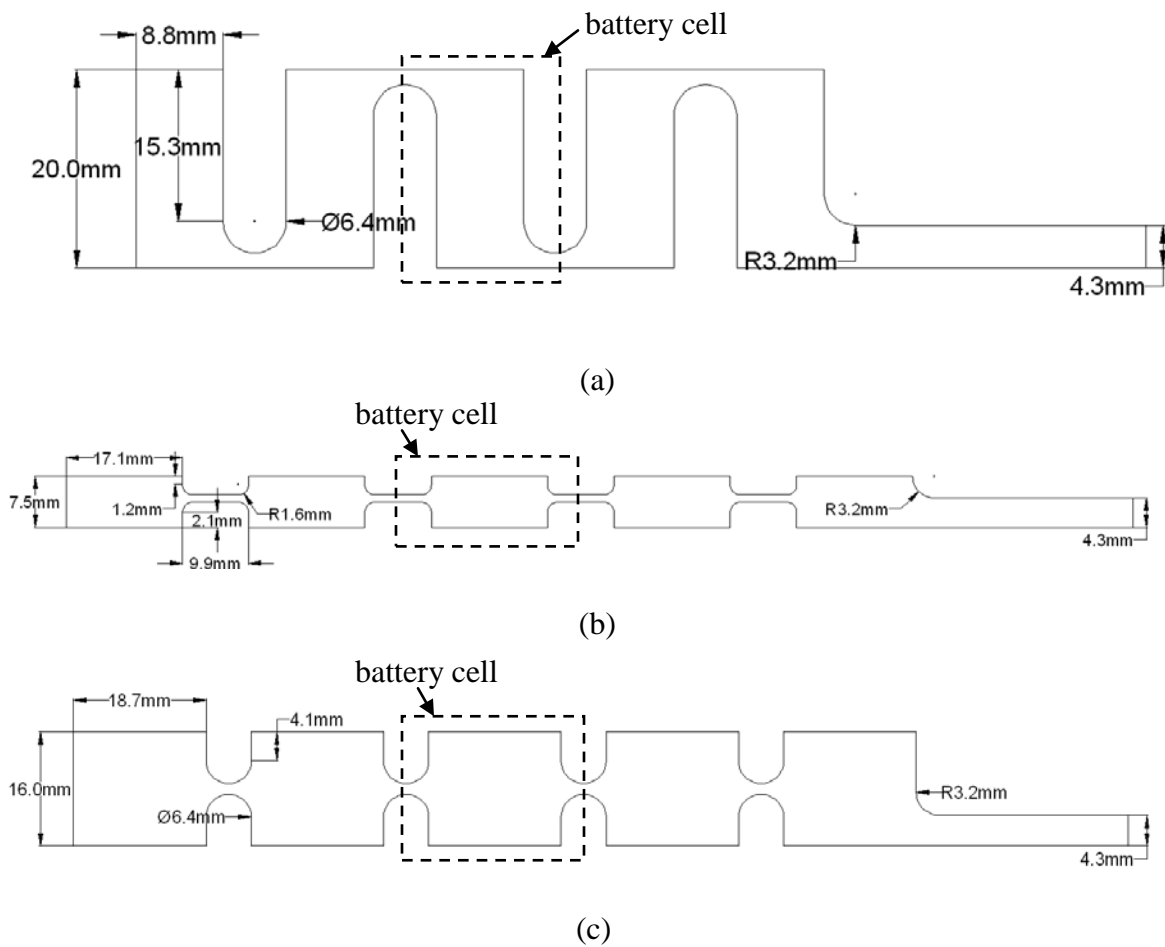 battery cell
8.8mm
15.3mm
20.0mm
Ø6.4mm
R3.2mm
4.3mm
(a)
battery cell
17.1mm
7.5mm
1.2mm
2.1mm
R1.6mm
R3.2mm
4.3mm
9.9mm
(b)
battery cell
18.7mm
4.1mm
16.0mm
Ø6.4mm
R3.2mm
4.3mm
(c)